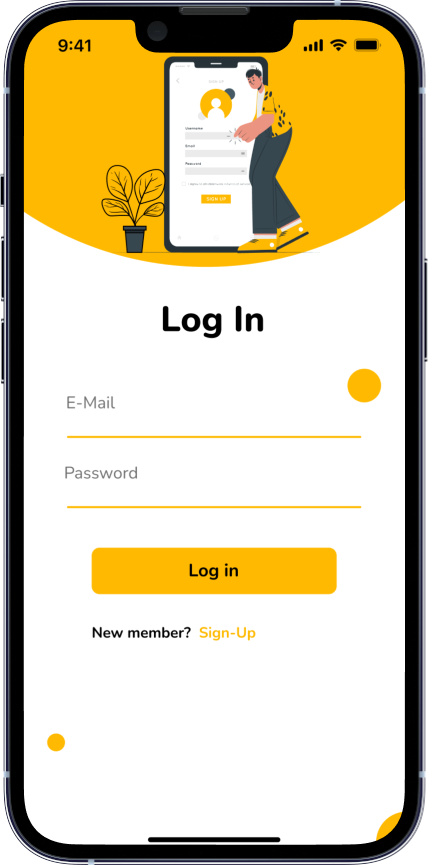 9:41
SIGN UP
Username
Email
Password
SIGN UP
Log In
E-Mail
Password
Log in
New member? Sign-Up